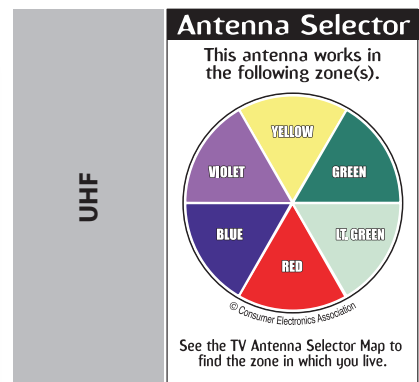 UHF
Antenna Selector
This antenna works in
the following zone(s).
YELLOW
VIOLET
GREEN
BLUE
LT. GREEN
RED
© Consumer Electronics Association
See the TV Antenna Selector Map to
find the zone in which you live.